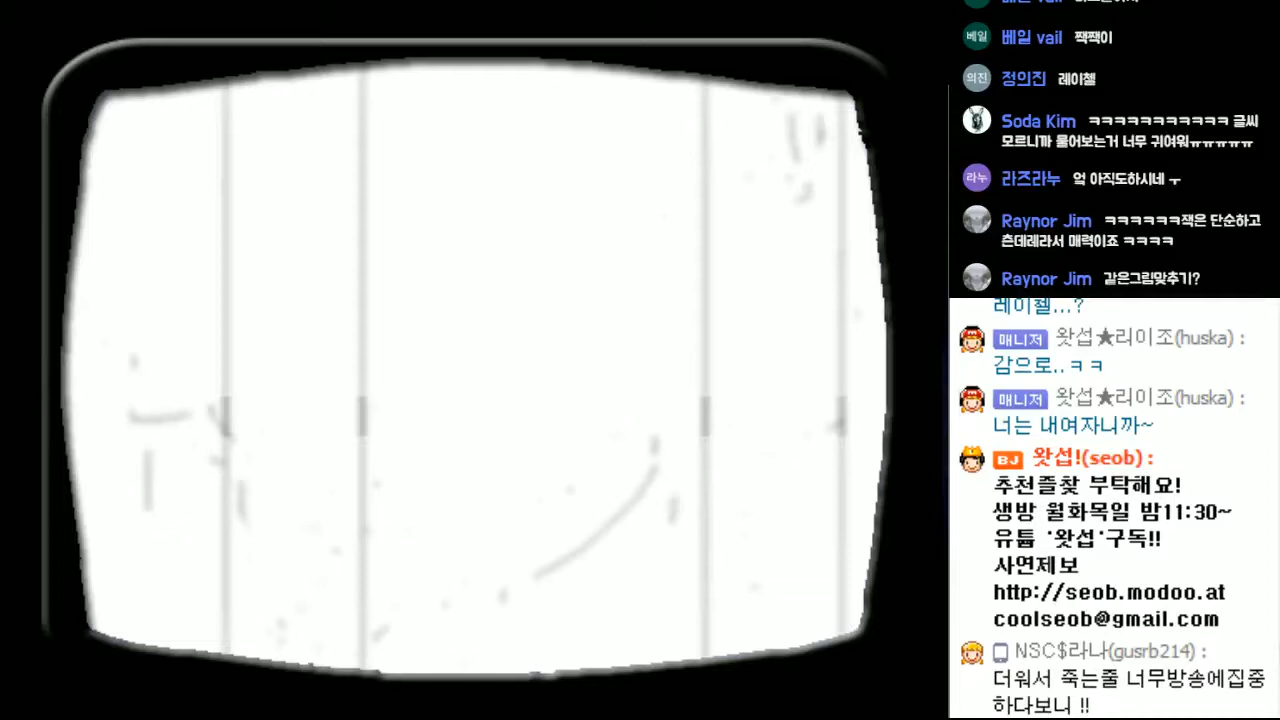 베일 vail 짹짹이
의진 정의진 레이첼
Soda Kim ㅋㅋㅋㅋㅋㅋㅋㅋㅋㅋㅋ 글씨
모르니까 물어보는거 너무 귀여워ㅠㅠㅠㅠㅠ
라누 라즈라누 엌 아직도하시네 ㅜ
Raynor Jim ㅋㅋㅋㅋㅋㅋ잭은 단순하고
츤데레라서 매력이죠 ㅋㅋㅋㅋ
Raynor Jim 같은그림맞추기?
레이첼...?
매니저 왓섭★리이조(huska) :
감으로..ㅋㅋ
매니저 왓섭★리이조(huska) :
너는 내여자니까~
BJ 왓섭!(seob) :
추천즐찾 부탁해요!
생방 월화목일 밤11:30~
유튭 '왓섭'구독!!
사연제보
http://seob.modoo.at
coolseob@gmail.com
NSC$라나(gusrb214) :
더워서 죽는줄 너무방송에집중
하다보니 !!